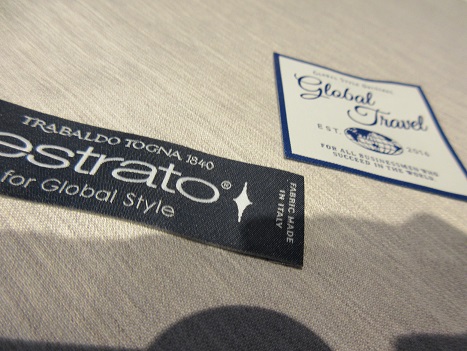 TRABALDO TOGNA 1840
estrato®
for Global Style
FABRIC MADE
IN ITALY
Global Travel
EST. 2014
FOR ALL BUSINESSMEN WHO
SUCCEED IN THE WORLD